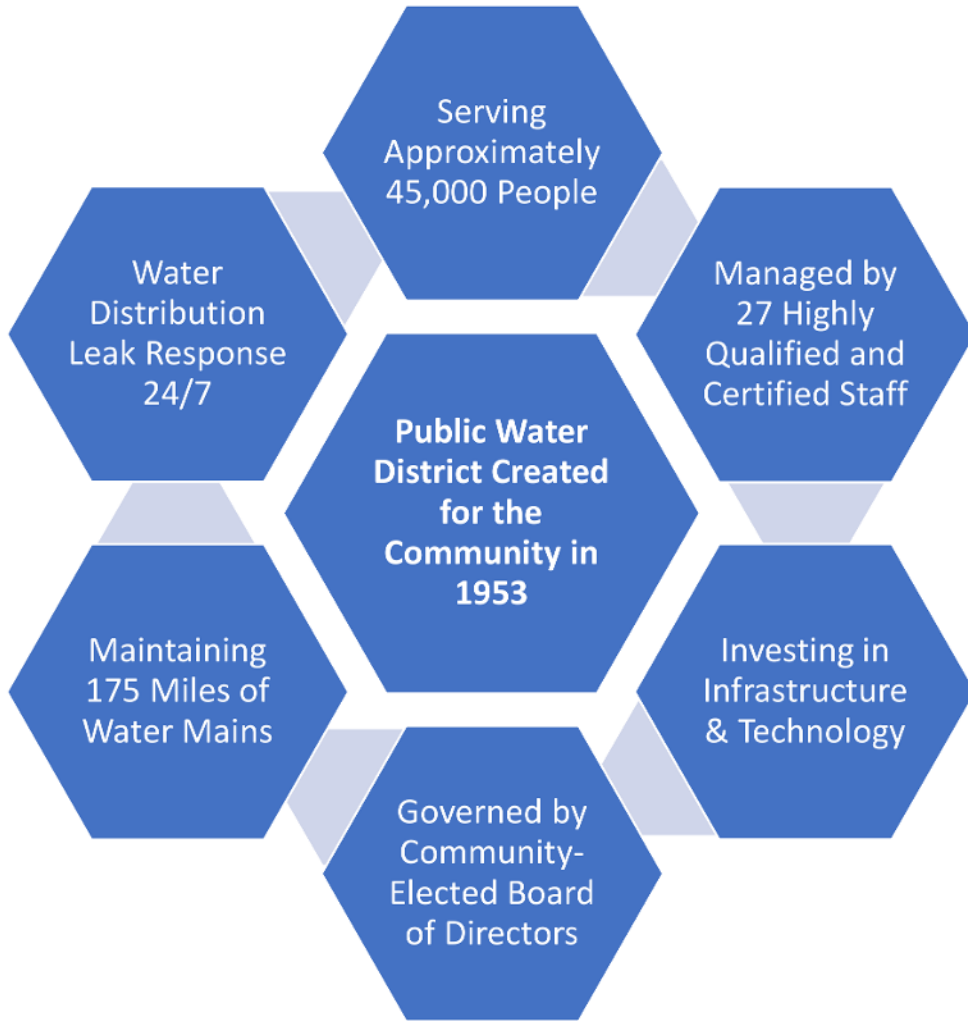 Serving
Approximately
45,000 People
Managed by
27 Highly
Qualified and
Certified Staff
Investing in
Infrastructure
& Technology
Governed by
Community-
Elected Board
of Directors
Maintaining
175 Miles of
Water Mains
Water
Distribution
Leak Response
24/7
Public Water
District Created
for the
Community in
1953